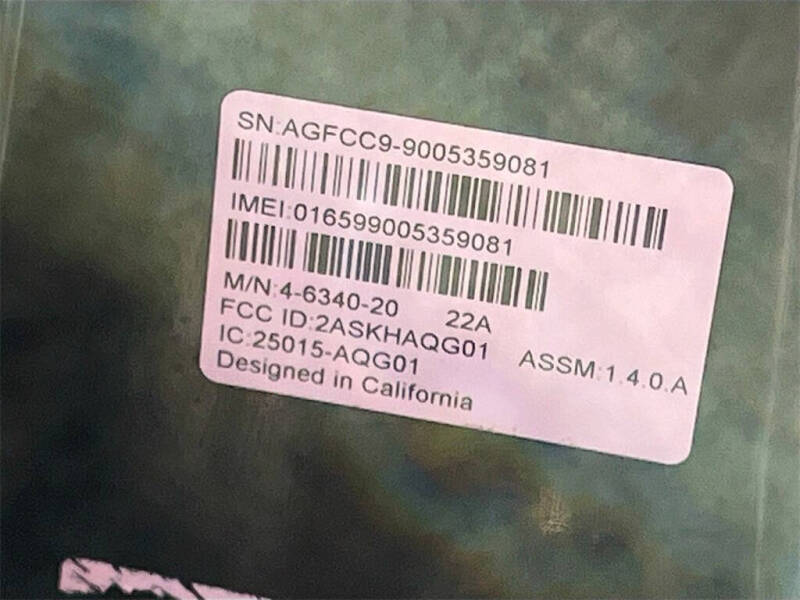 SN:AGFCC9-9005359081
IMEI:016599005359081
M/N:4-6340-20 22A
FCC ID:2ASKHAQG01 ASSM:1.4.0.A
IC:25015-AQG01
Designed in California